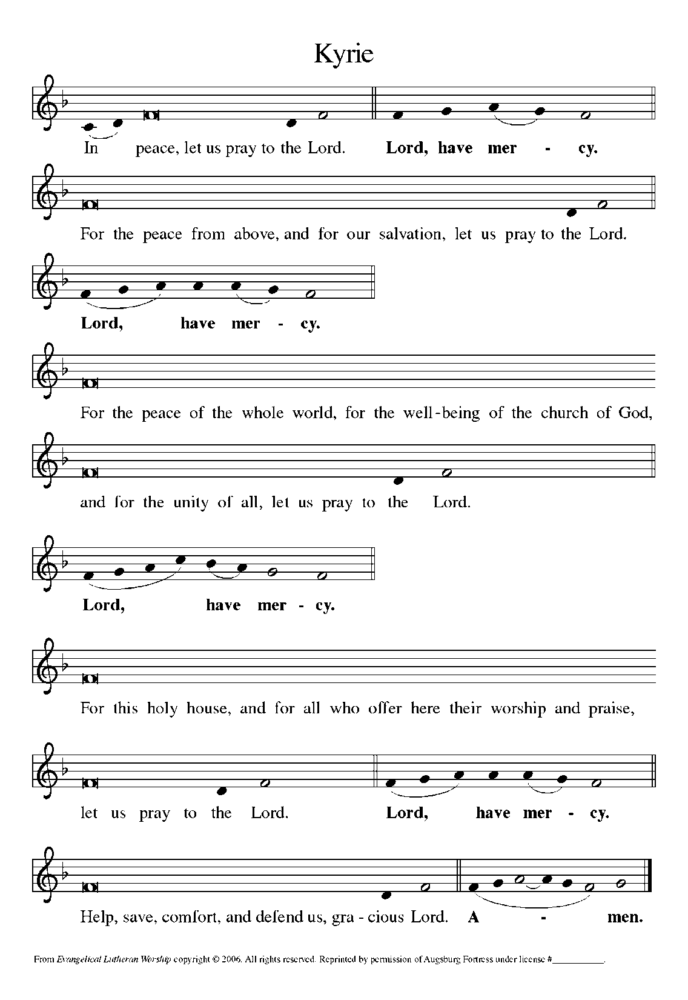 Kyrie
In peace, let us pray to the Lord. Lord, have mer - cy.
For the peace from above, and for our salvation, let us pray to the Lord.
Lord, have mer - cy.
For the peace of the whole world, for the well-being of the church of God,
and for the unity of all, let us pray to the Lord.
Lord, have mer - cy.
For this holy house, and for all who offer here their worship and praise,
let us pray to the Lord. Lord, have mer - cy.
Help, save, comfort, and defend us, gra - cious Lord. A - men.
From Evangelical Lutheran Worship copyright © 2006. All rights reserved. Reprinted by permission of Augsburg Fortress under license #___________.